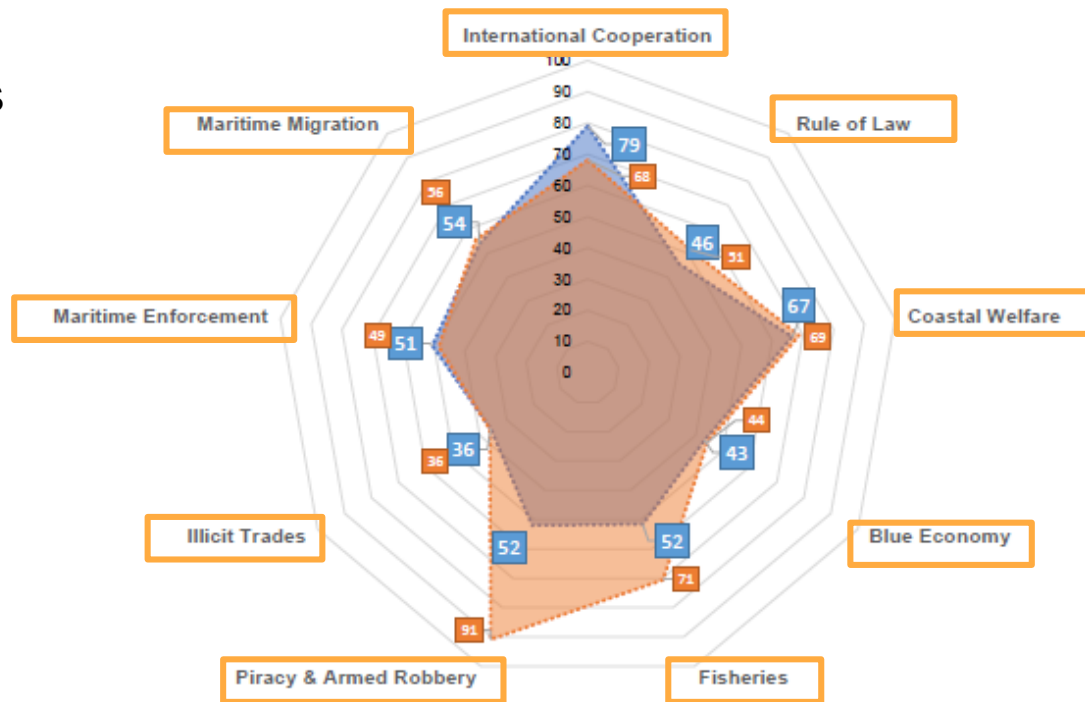 International Cooperation
s
Maritime Migration
Rule of Law
100
90
80
70
60
50
40
30
20
10
0
79
68
56
54
46
51
Maritime Enforcement
49
51
67
69
Coastal Welfare
44
43
36
36
Illicit Trades
Blue Economy
52
52
71
91
Piracy & Armed Robbery
Fisheries